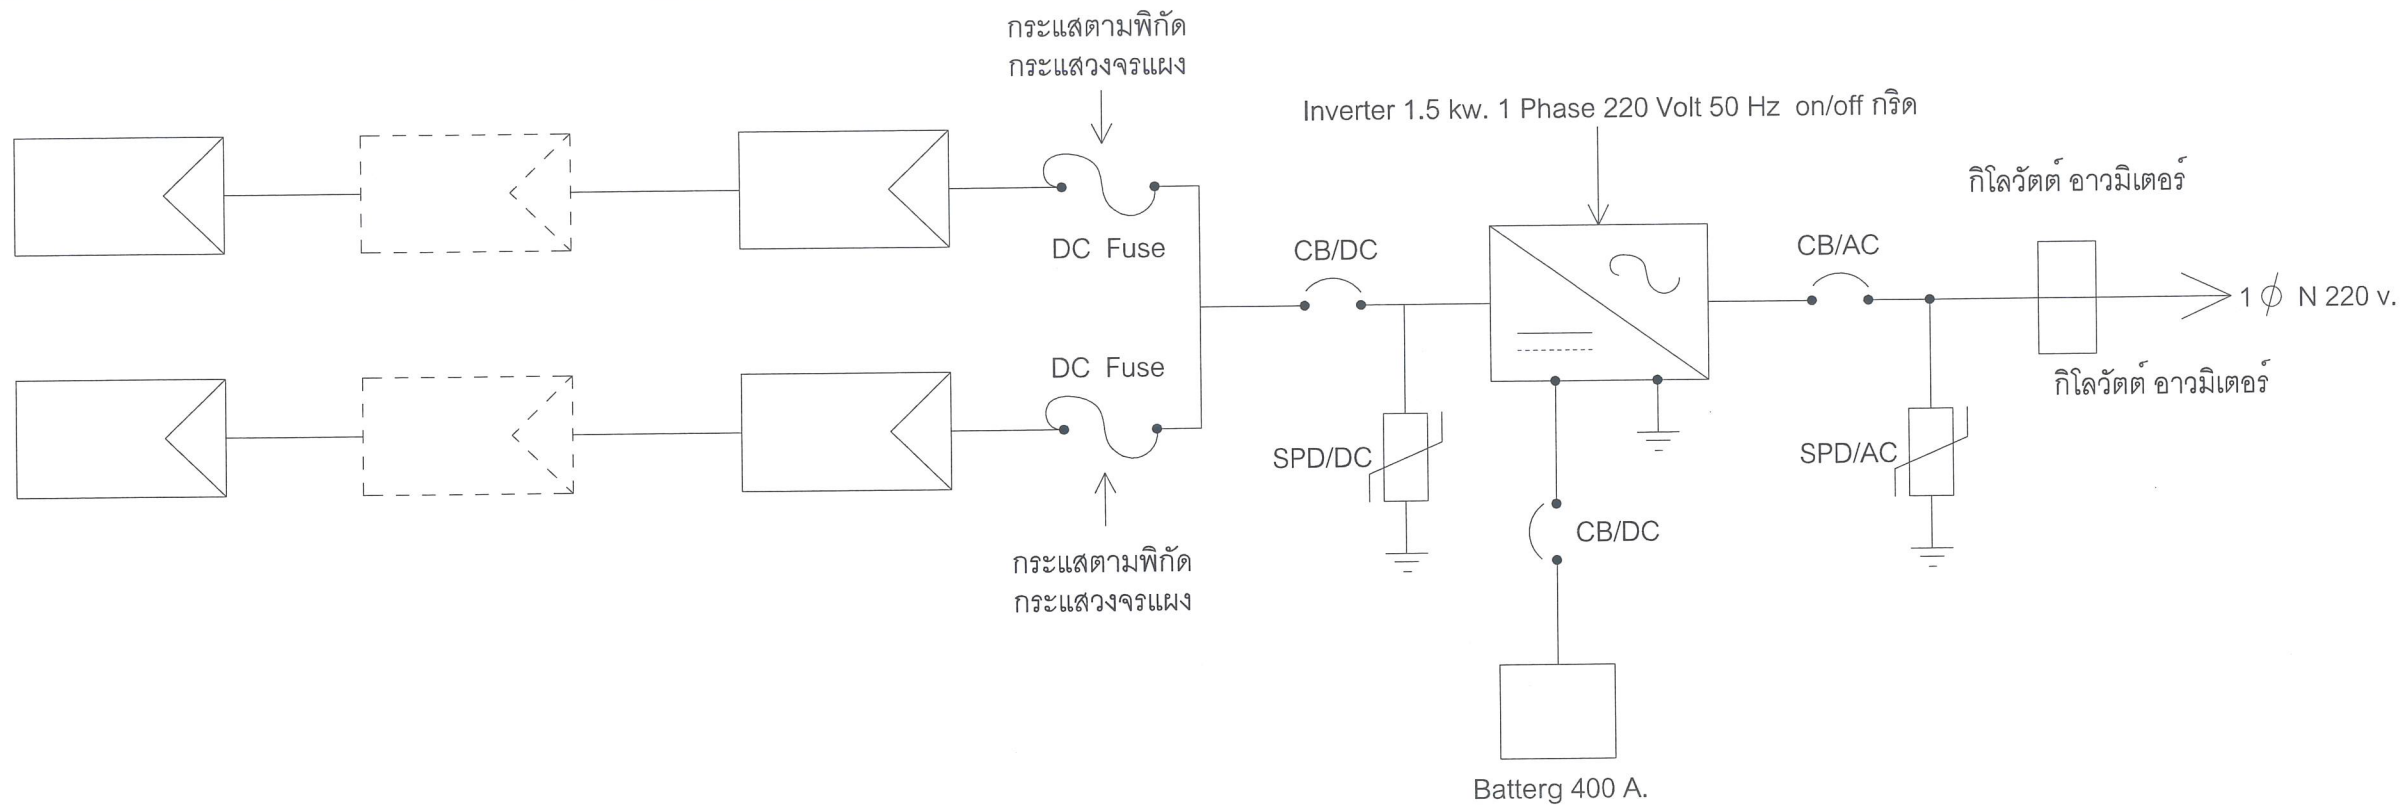 กระแสตามพิกัด
กระแสวงจรแผง
Inverter 1.5 kw. 1 Phase 220 Volt 50 Hz on/off กริด
กิโลวัตต์ อาวมิเตอร์
DC Fuse
CB/DC
CB/AC
1 ϕ N 220 v.
DC Fuse
กิโลวัตต์ อาวมิเตอร์
SPD/DC
SPD/AC
CB/DC
กระแสตามพิกัด
กระแสวงจรแผง
Batterg 400 A.